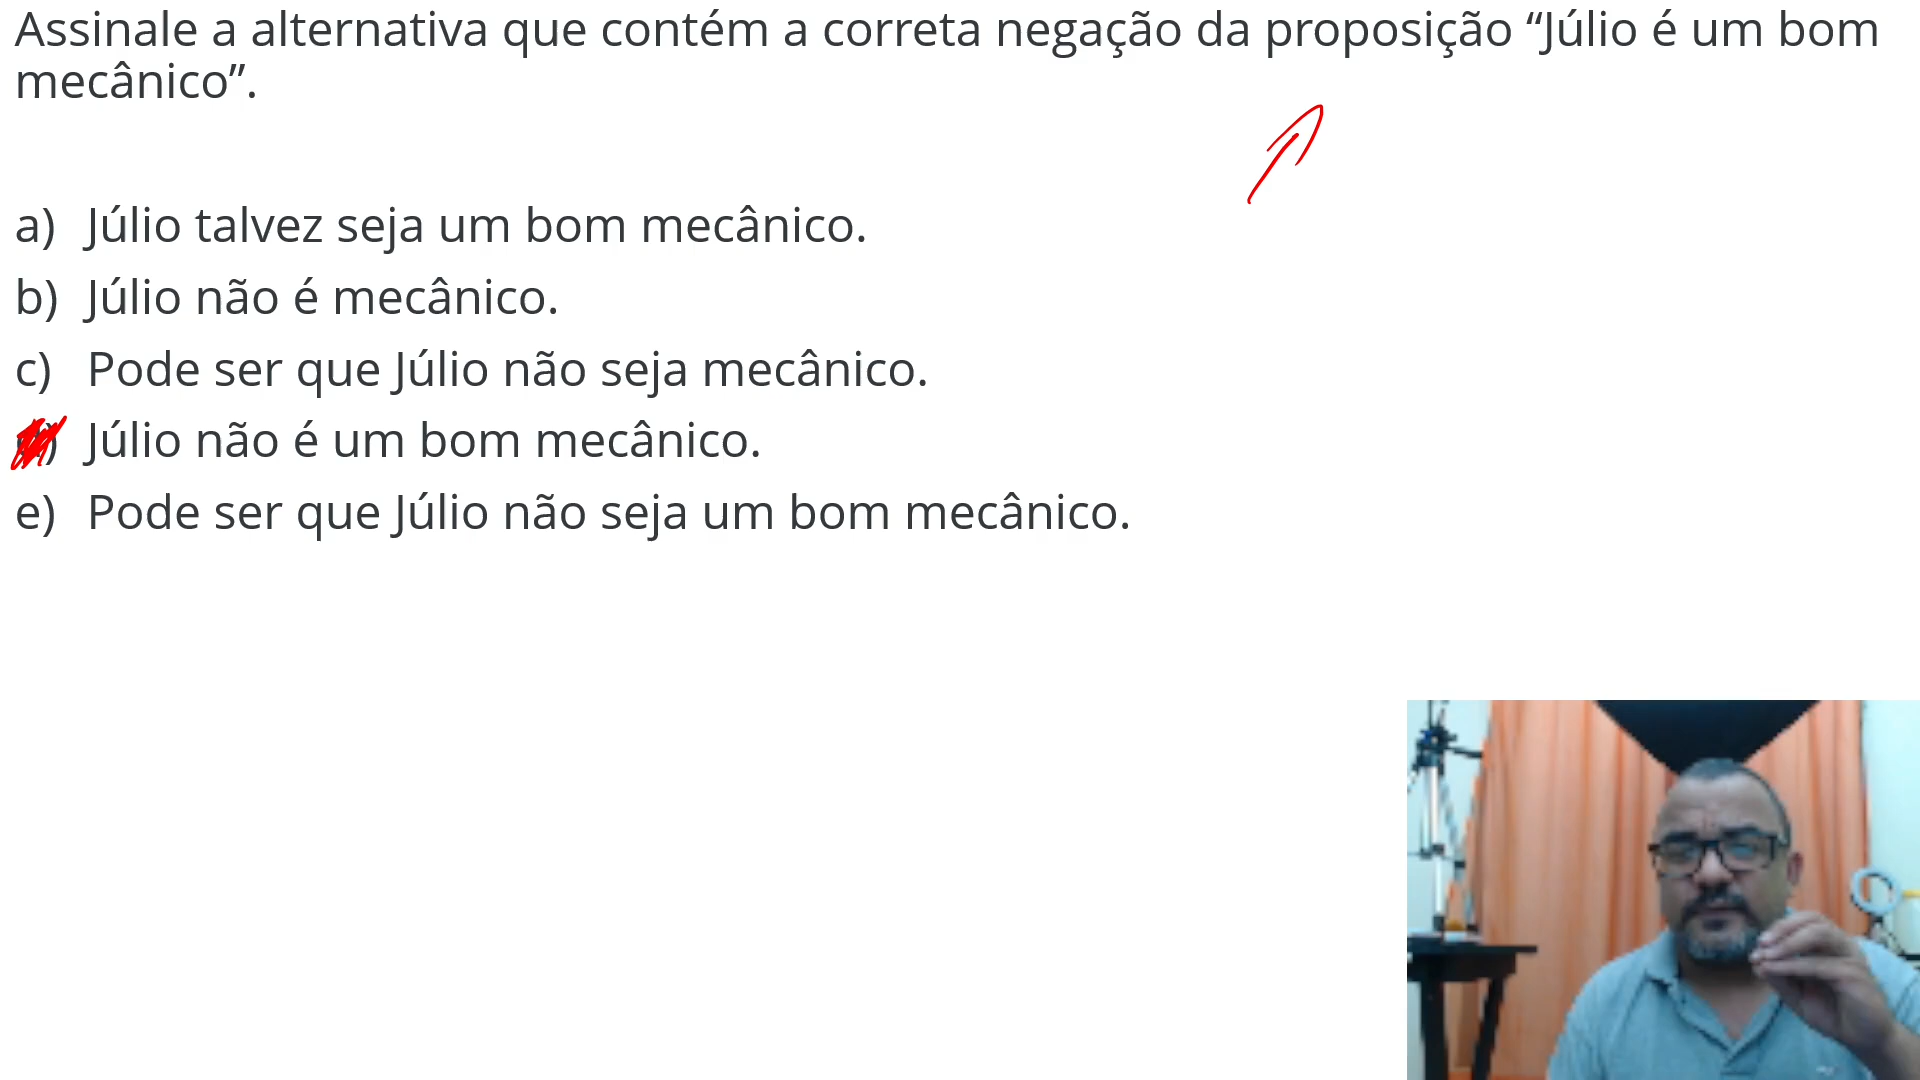 Assinale a alternativa que contém a correta negação da proposição “Júlio é um bom
mecânico”.
a) Júlio talvez seja um bom mecânico.
b) Júlio não é mecânico.
c) Pode ser que Júlio não seja mecânico.
Júlio não é um bom mecânico.
e) Pode ser que Júlio não seja um bom mecânico.